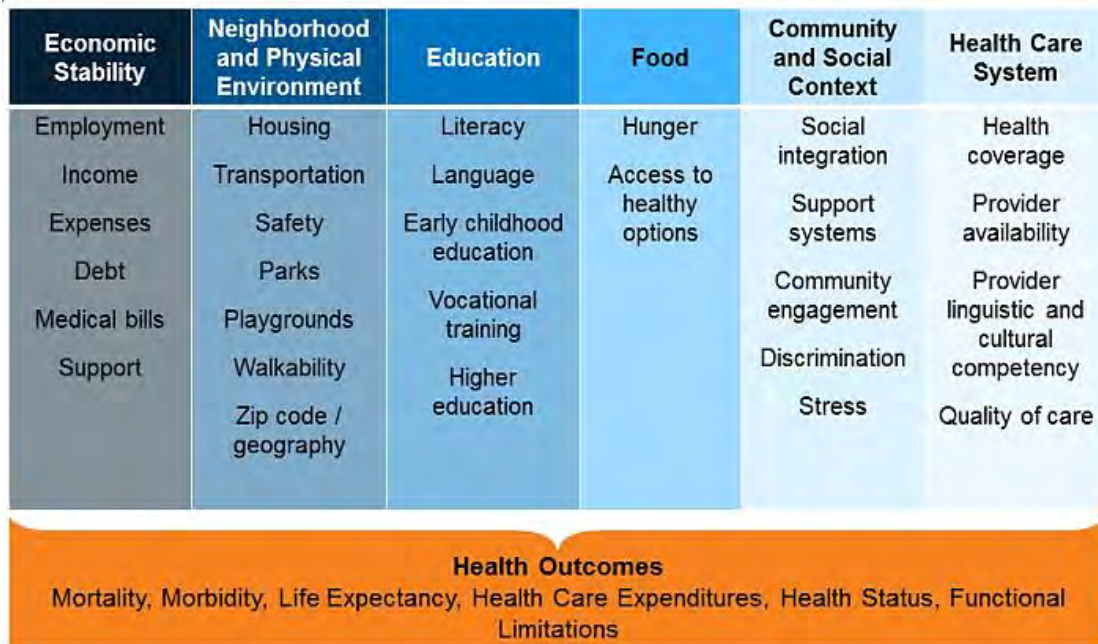 Economic
Stability
Neighborhood
and Physical
Environment
Education
Food
Community
and Social
Context
Health Care
System
Employment
Income
Expenses
Debt
Medical bills
Support
Housing
Transportation
Safety
Parks
Playgrounds
Walkability
Zip code /
geography
Literacy
Language
Early childhood
education
Vocational
training
Higher
education
Hunger
Access to
healthy
options
Social
integration
Support
systems
Community
engagement
Discrimination
Stress
Health
coverage
Provider
availability
Provider
linguistic and
cultural
competency
Quality of care
Health Outcomes
Mortality, Morbidity, Life Expectancy, Health Care Expenditures, Health Status, Functional
Limitations